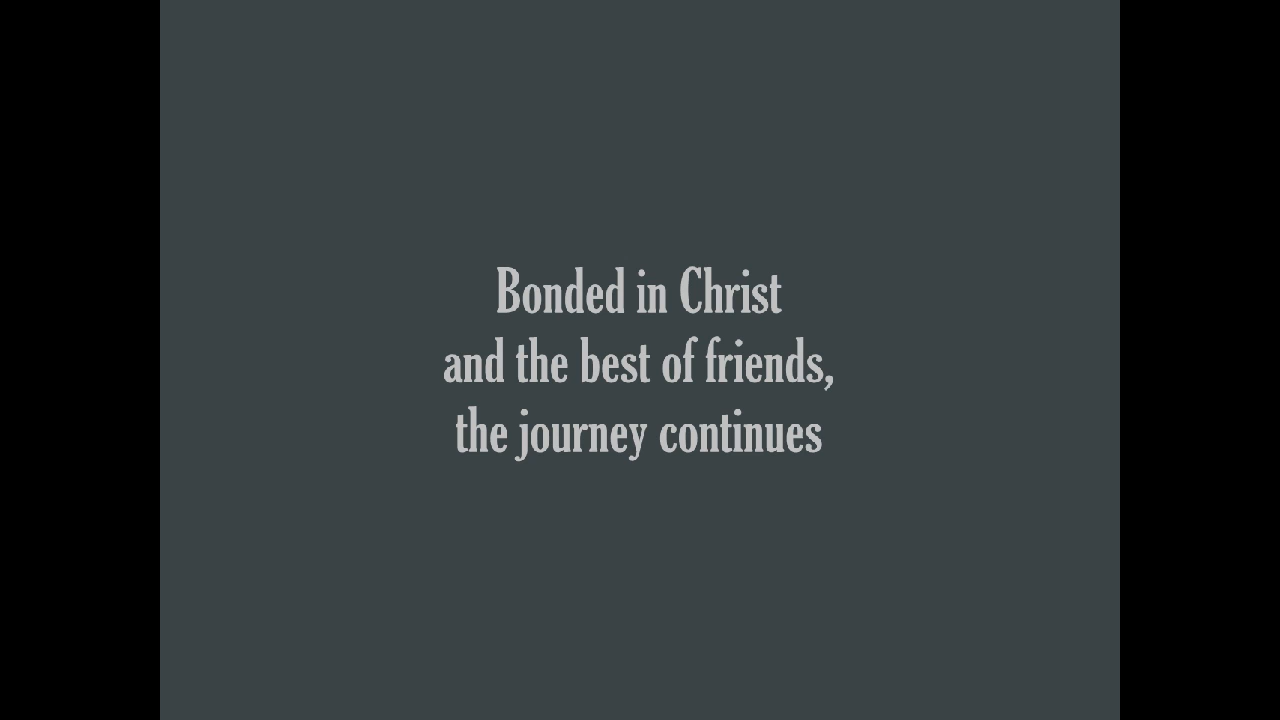 Bonded in Christ
and the best of friends,
the journey continues